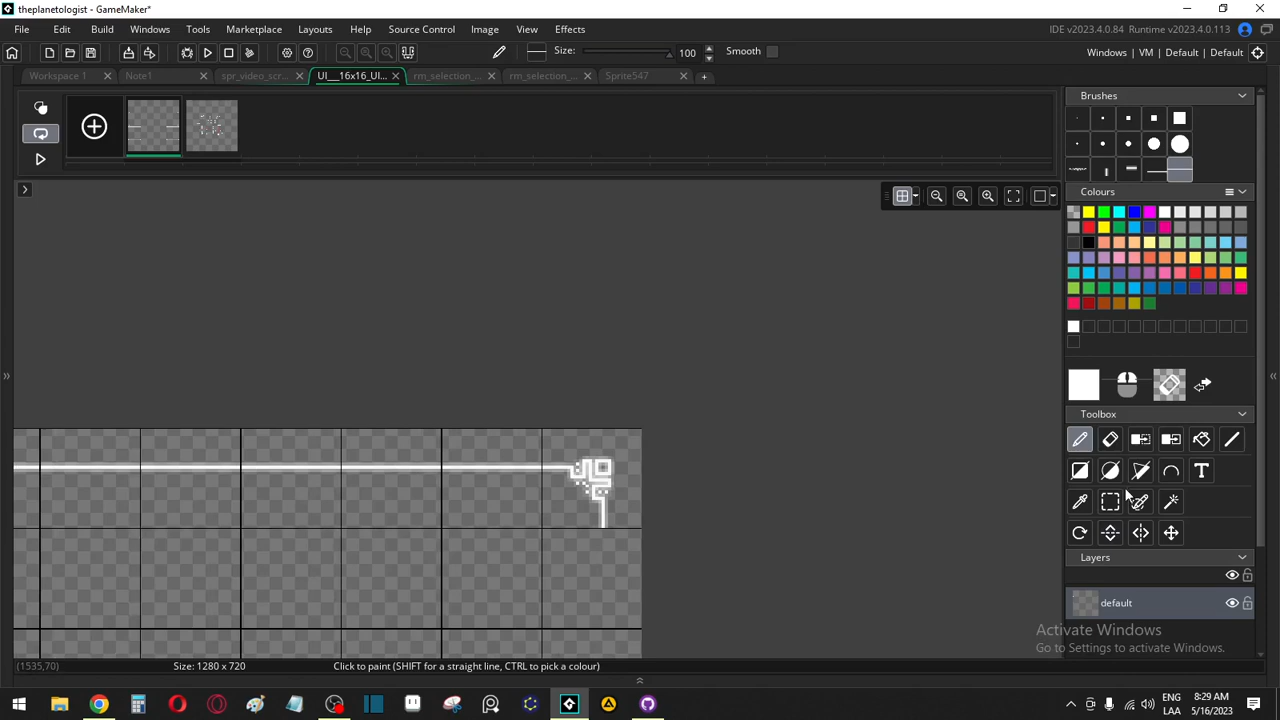 theplanetologist - GameMaker*
File Edit Build Windows Tools Marketplace Layouts Help Source Control Image View Effects
IDE v2023.4.0.84 Runtime v2023.4.0.113
Size: 100 Smooth
Windows | VM | Default | Default
Workspace 1 Note1 spr_video_scr... UI__16x16_UI... rm_selection_... rm_selection_... Sprite547
Brushes
Colours
Toolbox
Layers
default
Activate Windows
Go to Settings to activate Windows.
(1535,70) Size: 1280 x 720 Click to paint (SHIFT for a straight line, CTRL to pick a colour)
ENG 8:29 AM
LAA 5/16/2023